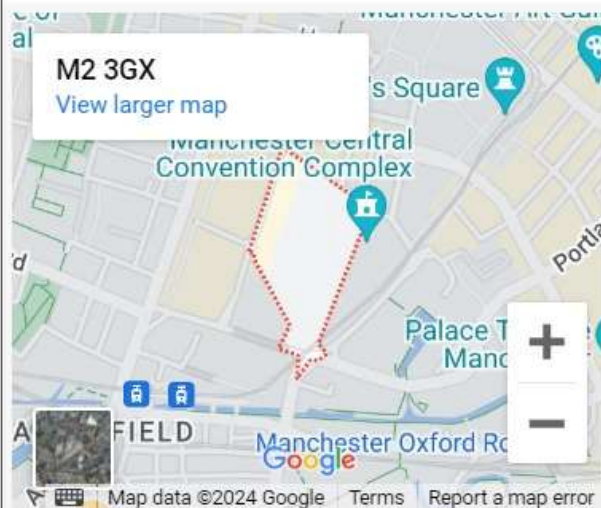 M2 3GX
View larger map
's Square
Manchester Central
Convention Complex
Portla
Palace T
Manc
FIELD
Manchester Oxford Ro
Google
Map data ©2024 Google Terms Report a map error